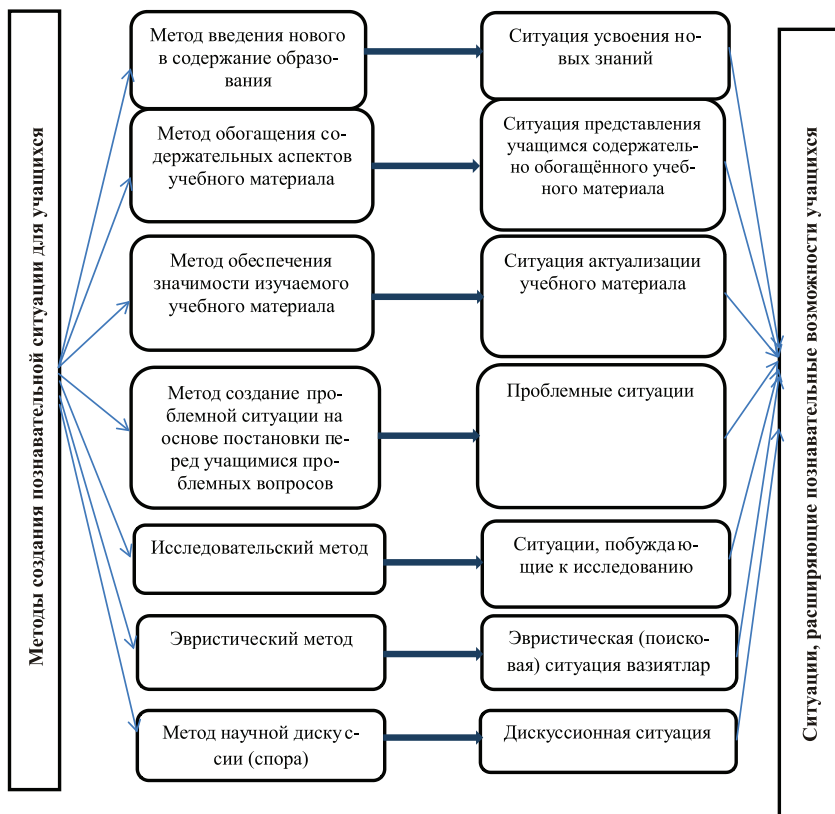 Методы создания познавательной ситуации для учащихся
Метод введения нового
в содержание образо-
вания
Ситуация усвоения но-
вых знаний
Метод обогащения со-
держательных аспектов
учебного материала
Ситуация представления
учащимся содержатель-
но обогащённого учеб-
ного материала
Метод обеспечения
значимости изучаемого
учебного материала
Ситуация актуализации
учебного материала
Метод создание проб-
лемной ситуации на
основе постановки пе-
ред учащимися про-
блемных вопросов
Проблемные ситуации
Исследовательский метод
Ситуации, побуждаю-
щие к исследованию
Эвристический метод
Эвристическая (поиско-
вая) ситуация вазиятлар
Метод научной диску с-
сии (спора)
Дискуссионная ситуация
Ситуации, расширяющие познавательные возможности учащихся